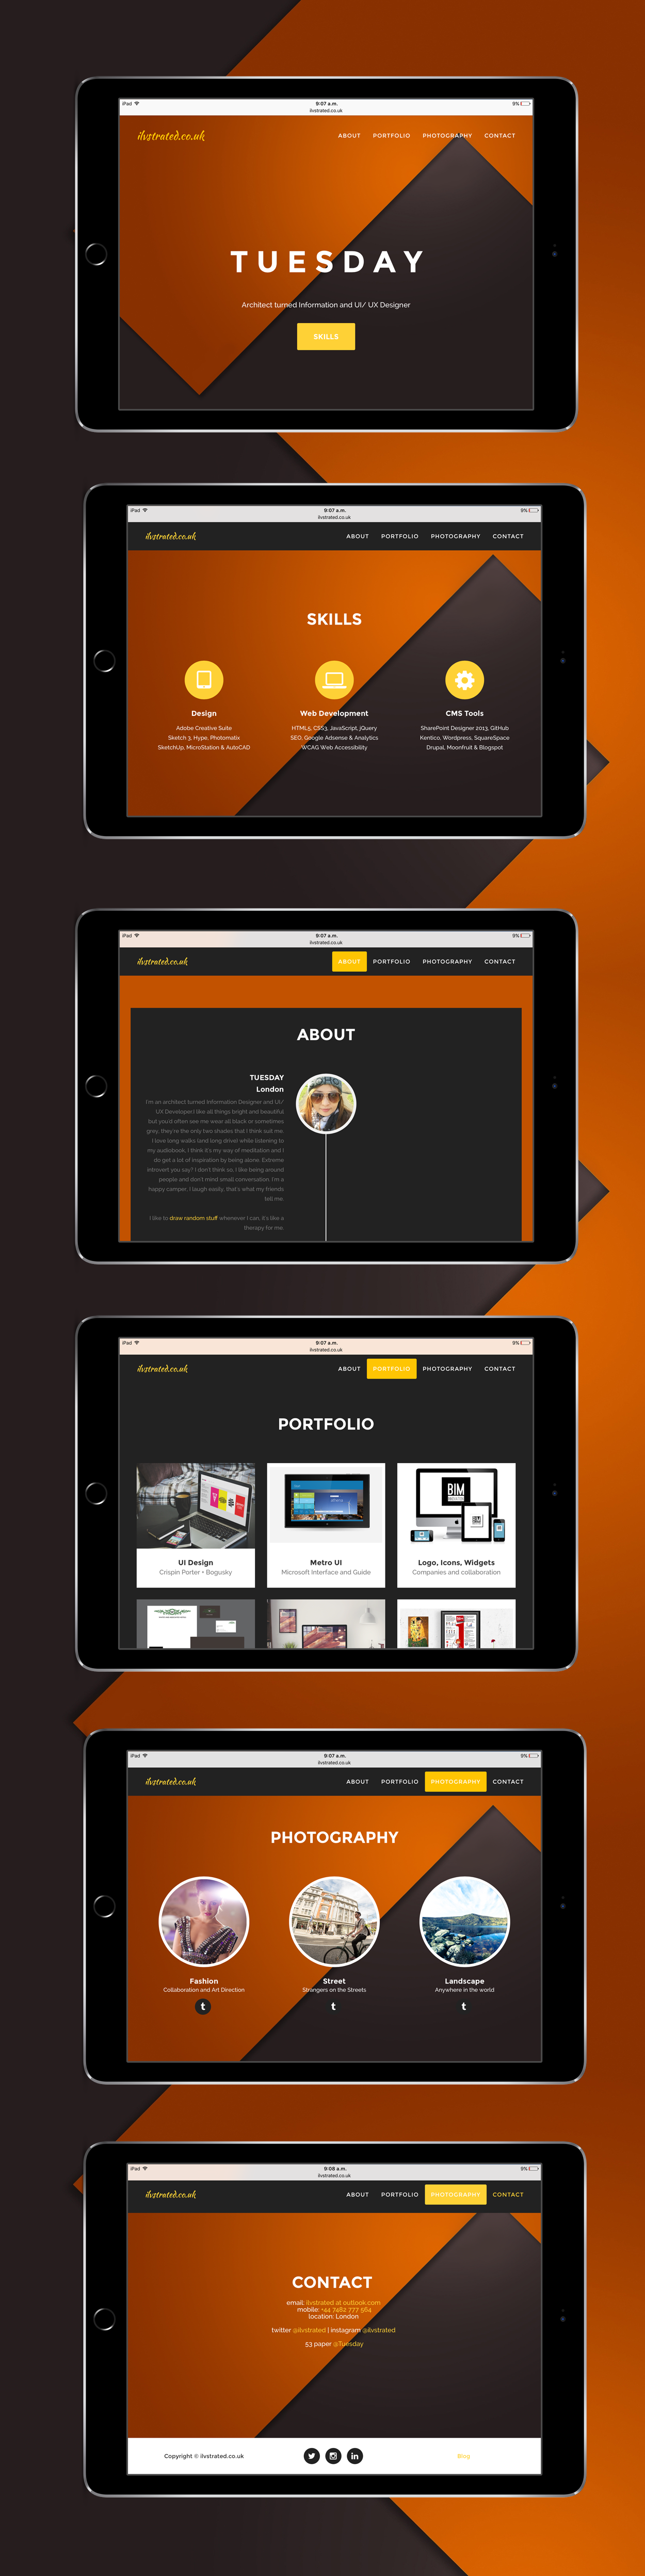 iPad
9:07 a.m.
9%
ilvstrated.co.uk
ilvstrated.co.uk
ABOUT
PORTFOLIO
PHOTOGRAPHY
CONTACT
TUESDAY
Architect turned Information and UI/ UX Designer
SKILLS
iPad
9:07 a.m.
9%
ilvstrated.co.uk
ilvstrated.co.uk
ABOUT
PORTFOLIO
PHOTOGRAPHY
CONTACT
SKILLS
Design
Adobe Creative Suite
Sketch 3, Hype, Photomatix
SketchUp, MicroStation & AutoCAD
Web Development
HTML5, CSS3, JavaScript, jQuery
SEO, Google Adsense & Analytics
WCAG Web Accessibility
CMS Tools
SharePoint Designer 2013, GitHub
Kentico, Wordpress, SquareSpace
Drupal, Moonfruit & Blogspot
iPad
9:07 a.m.
9%
ilvstrated.co.uk
ilvstrated.co.uk
ABOUT
PORTFOLIO
PHOTOGRAPHY
CONTACT
ABOUT
TUESDAY
London
I'm an architect turned Information Designer and UI/
UX Developer.I like all things bright and beautiful
but you'd often see me wear all black or sometimes
grey, they're the only two shades that I think suit me.
I love long walks (and long drive) while listening to
my audiobook, I think it's my way of meditation and I
do get a lot of inspiration by being alone. Extreme
introvert you say? I don't think so, I like being around
people and don't mind small conversation. I'm a
happy camper, I laugh easily, that's what my friends
tell me.
I like to draw random stuff whenever I can, it's like a
therapy for me.
iPad
9:07 a.m.
9%
ilvstrated.co.uk
ilvstrated.co.uk
ABOUT
PORTFOLIO
PHOTOGRAPHY
CONTACT
PORTFOLIO
BIM
BIM
UI Design
Crispin Porter + Bogusky
Metro UI
Microsoft Interface and Guide
Logo, Icons, Widgets
Companies and collaboration
iPad
9:07 a.m.
9%
ilvstrated.co.uk
ilvstrated.co.uk
ABOUT
PORTFOLIO
PHOTOGRAPHY
CONTACT
PHOTOGRAPHY
Fashion
Collaboration and Art Direction
Street
Strangers on the Streets
Landscape
Anywhere in the world
iPad
9:08 a.m.
9%
ilvstrated.co.uk
ilvstrated.co.uk
ABOUT
PORTFOLIO
PHOTOGRAPHY
CONTACT
CONTACT
email: ilvstrated at outlook.com
mobile: +44 7482 777 564
location: London
twitter @ilvstrated | instagram @ilvstrated
53 paper @Tuesday
Copyright © ilvstrated.co.uk
Blog